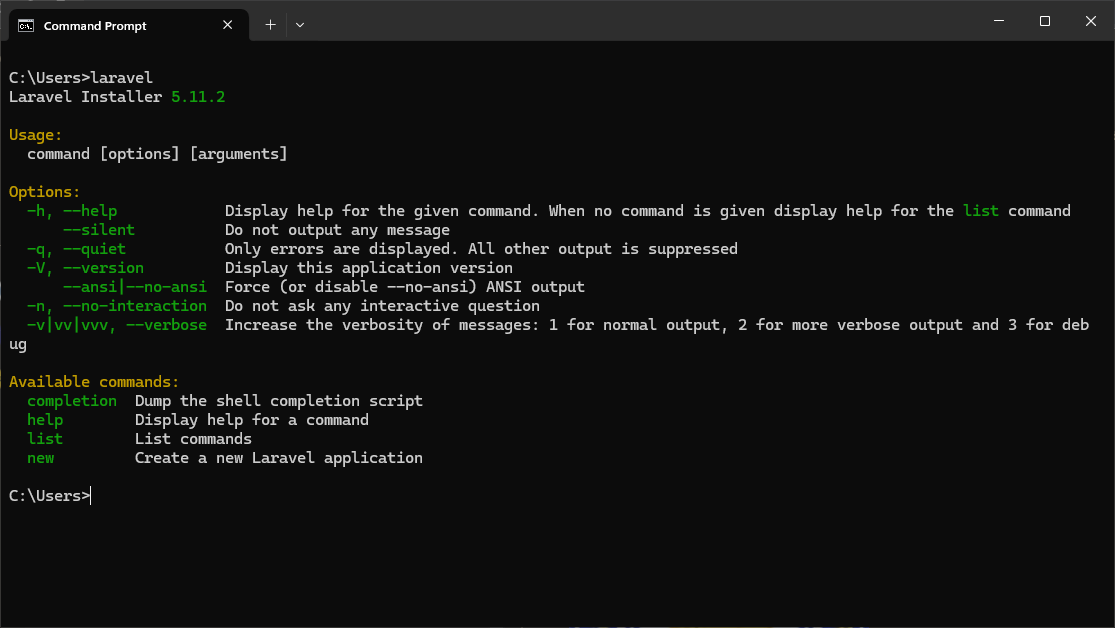 Command Prompt
C:\Users>laravel
Laravel Installer 5.11.2
Usage:
command [options] [arguments]
Options:
-h, --help Display help for the given command. When no command is given display help for the list command
--silent Do not output any message
-q, --quiet Only errors are displayed. All other output is suppressed
-V, --version Display this application version
--ansi|--no-ansi Force (or disable --no-ansi) ANSI output
-n, --no-interaction Do not ask any interactive question
-v|vv|vvv, --verbose Increase the verbosity of messages: 1 for normal output, 2 for more verbose output and 3 for deb
ug
Available commands:
completion Dump the shell completion script
help Display help for a command
list List commands
new Create a new Laravel application
C:\Users>